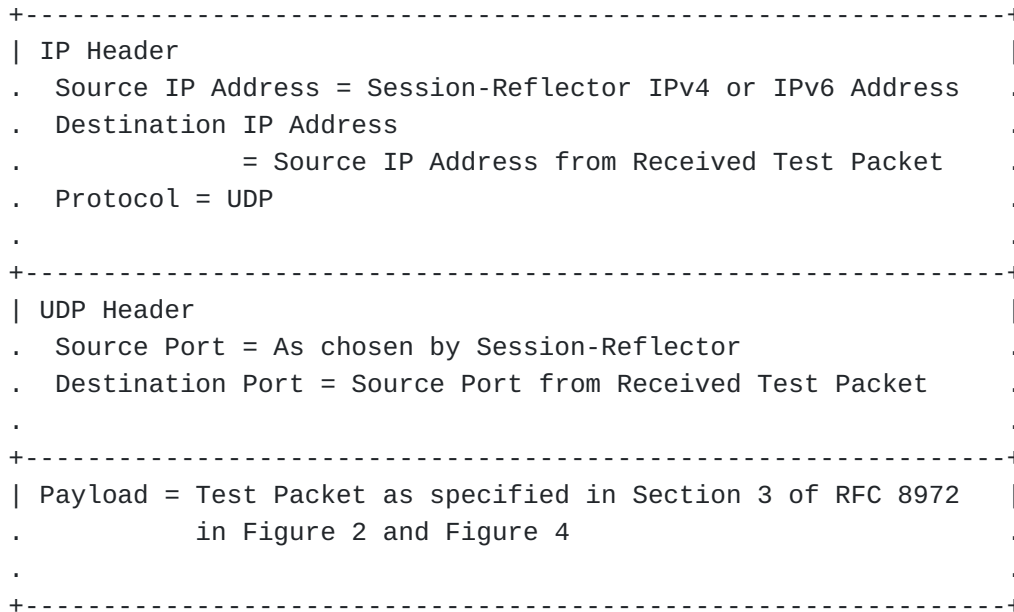 +---------------------------------------------------------------+
| IP Header |
. Source IP Address = Session-Reflector IPv4 or IPv6 Address .
. Destination IP Address .
. = Source IP Address from Received Test Packet .
. Protocol = UDP .
. .
+---------------------------------------------------------------+
| UDP Header |
. Source Port = As chosen by Session-Reflector .
. Destination Port = Source Port from Received Test Packet .
. .
+---------------------------------------------------------------+
| Payload = Test Packet as specified in Section 3 of RFC 8972 |
. in Figure 2 and Figure 4 .
. .
+---------------------------------------------------------------+